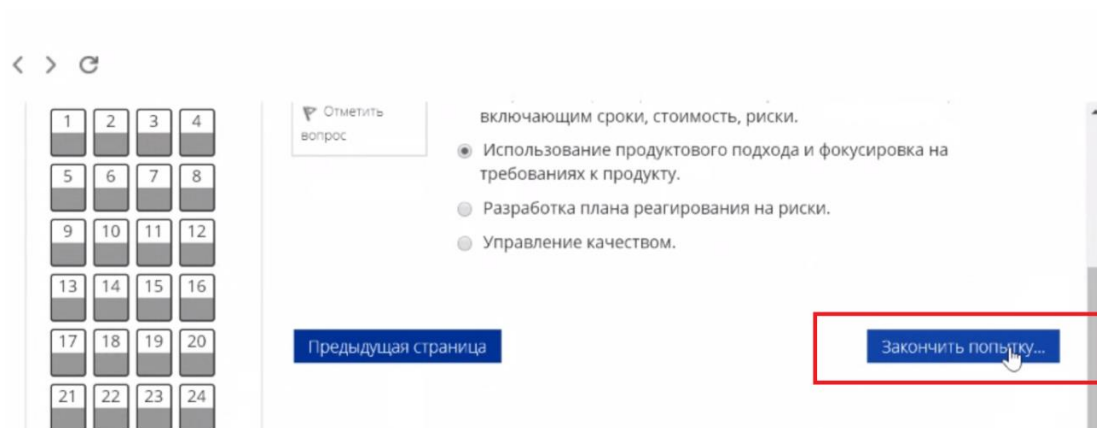 1 2 3 4
5 6 7 8
9 10 11 12
13 14 15 16
17 18 19 20
21 22 23 24
Отметить
вопрос
включающим сроки, стоимость, риски.
Использование продуктового подхода и фокусировка на
требованиях к продукту.
Разработка плана реагирования на риски.
Управление качеством.
Предыдущая страница
Закончить попытку...